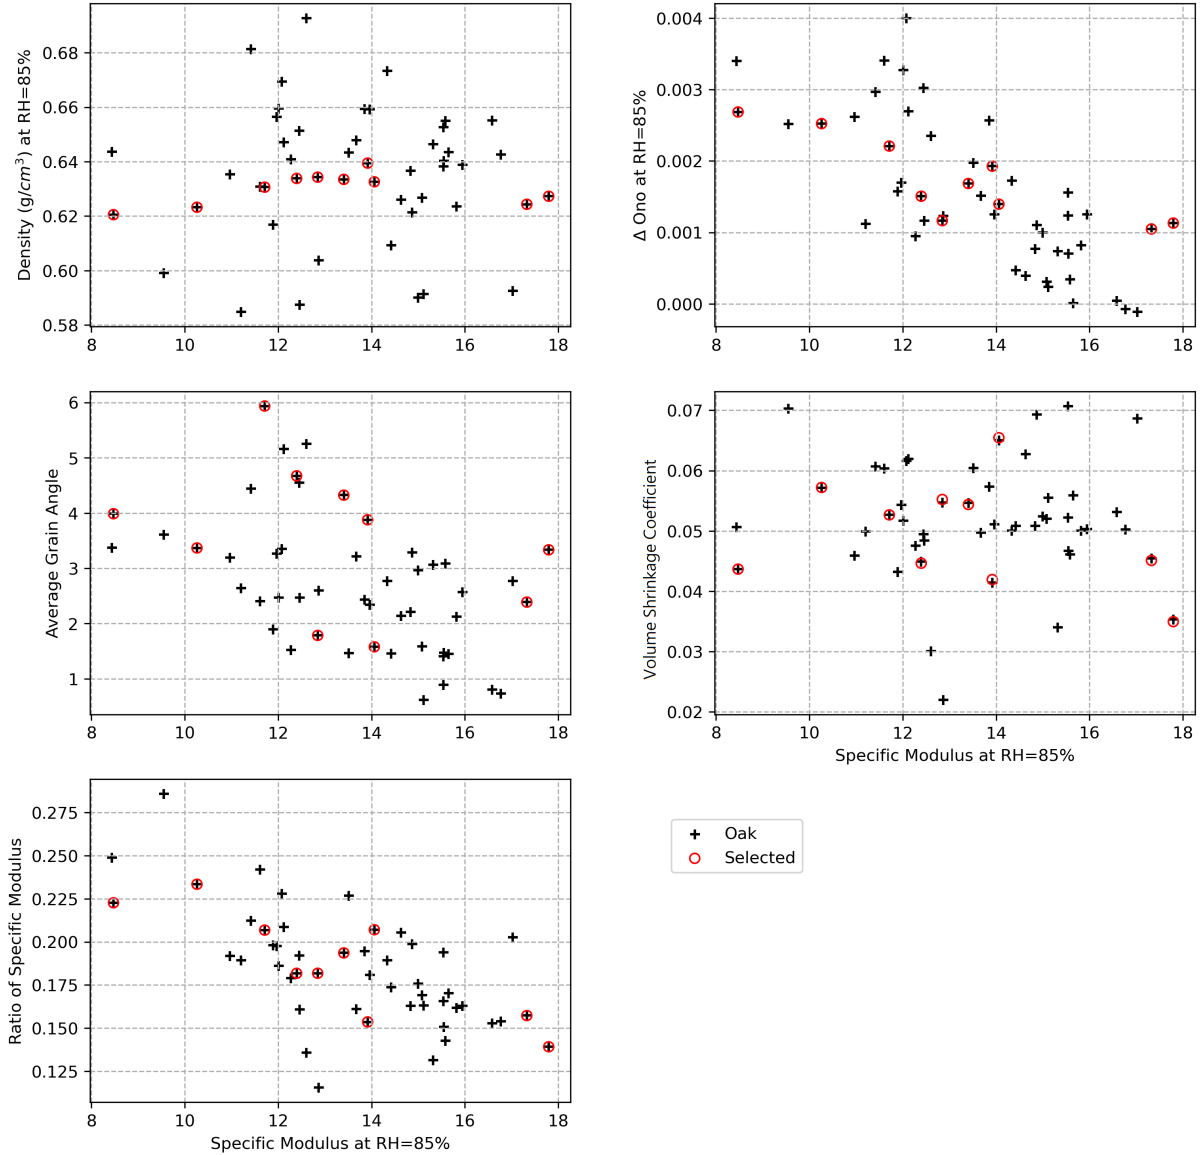 Density (g/cm³) at RH=85%
0.68
0.66
0.64
0.62
0.60
0.58
8 10 12 14 16 18
Δ Ono at RH=85%
0.004
0.003
0.002
0.001
0.000
8 10 12 14 16 18
Average Grain Angle
6
5
4
3
2
1
8 10 12 14 16 18
Volume Shrinkage Coefficient
0.07
0.06
0.05
0.04
0.03
0.02
8 10 12 14 16 18
Specific Modulus at RH=85%
Ratio of Specific Modulus
0.275
0.250
0.225
0.200
0.175
0.150
0.125
8 10 12 14 16 18
Specific Modulus at RH=85%
Oak
Selected